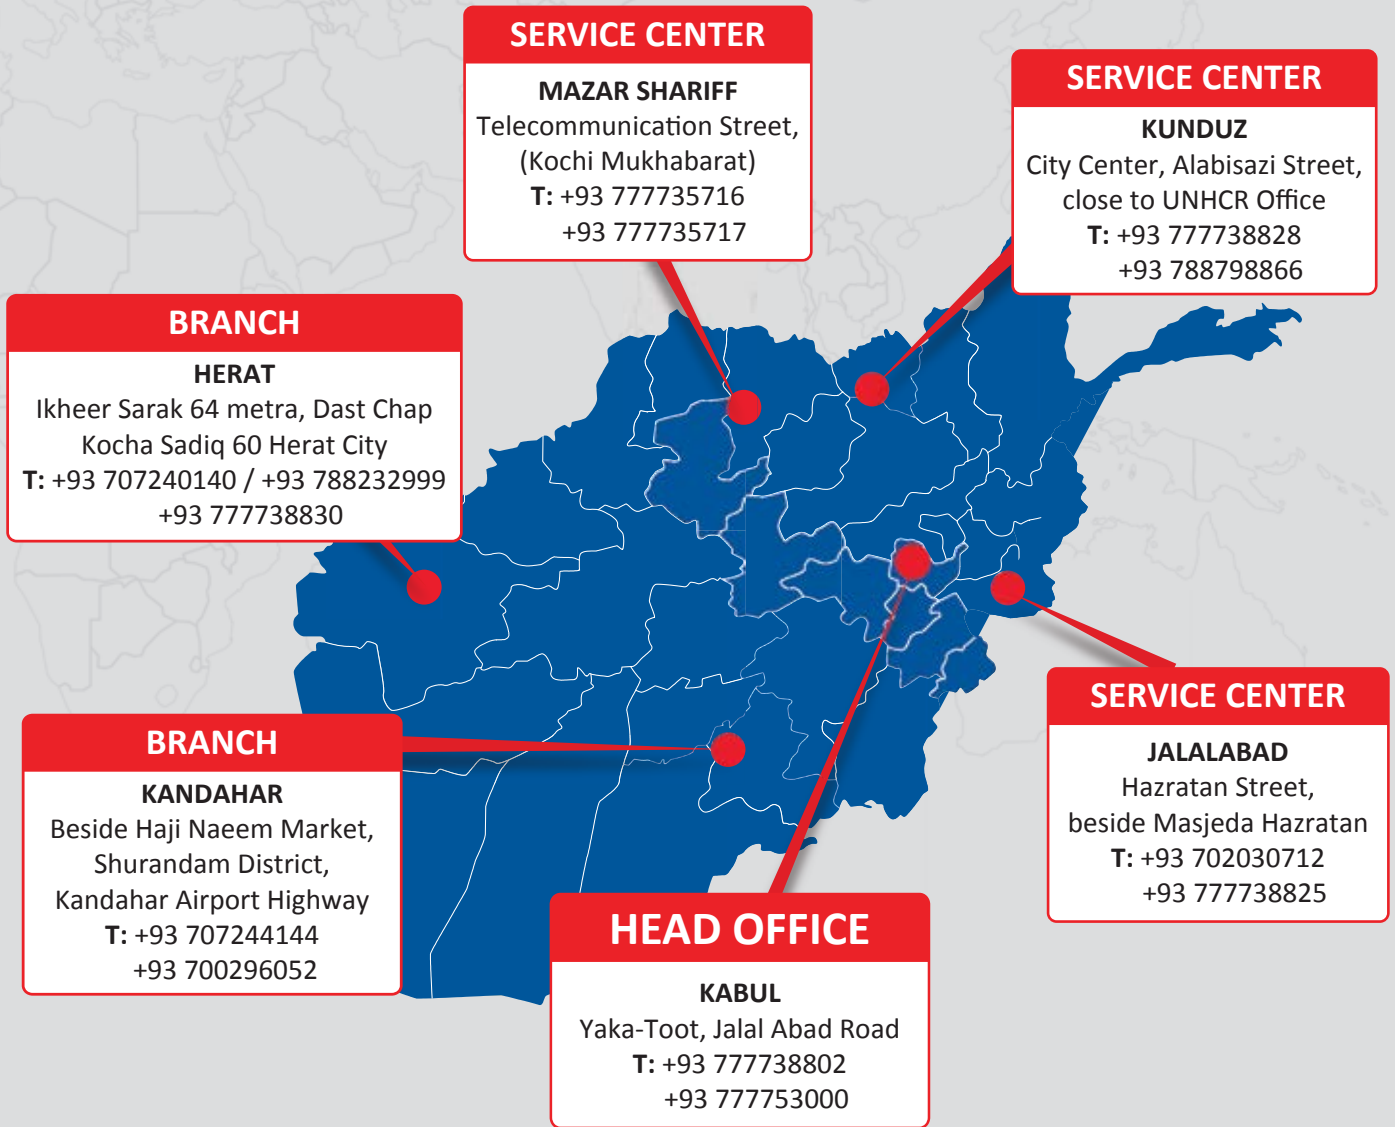 SERVICE CENTER
MAZAR SHARIFF
Telecommunication Street,
(Kochi Mukhabarat)
T: +93 777735716
+93 777735717
SERVICE CENTER
KUNDUZ
City Center, Alabisazi Street,
close to UNHCR Office
T: +93 777738828
+93 788798866
BRANCH
HERAT
Ikheer Sarak 64 metra, Dast Chap
Kocha Sadiq 60 Herat City
T: +93 707240140 / +93 788232999
+93 777738830
BRANCH
KANDAHAR
Beside Haji Naeem Market,
Shurandam District,
Kandahar Airport Highway
T: +93 707244144
+93 700296052
HEAD OFFICE
KABUL
Yaka-Toot, Jalal Abad Road
T: +93 777738802
+93 777753000
SERVICE CENTER
JALALABAD
Hazratan Street,
beside Masjeda Hazratan
T: +93 702030712
+93 777738825